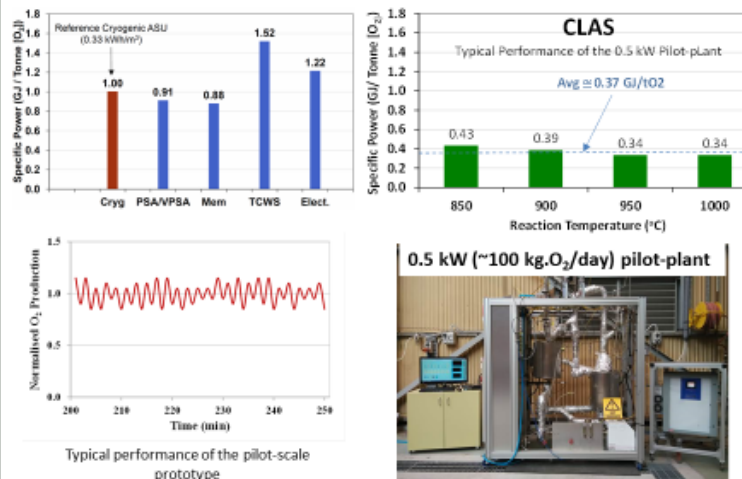 Specific Power (GJ / Tonne [O₂])
1.8
1.6
1.4
1.2
1.0
0.8
0.6
0.4
0.2
0.0
Reference Cryogenic ASU
(0.33 kWh/m³)
1.00
0.91
0.88
1.52
1.22
Cryg PSA/VPSA Mem TCWS Elect.
CLAS
Typical Performance of the 0.5 kW Pilot-pLant
Avg ≅ 0.37 GJ/tO2
Specific Power (GJ/ Tonne [O₂])
1.8
1.6
1.4
1.2
1.0
0.8
0.6
0.4
0.2
0.0
0.43
0.39
0.34
0.34
850 900 950 1000
Reaction Temperature (°C)
Normalised O₂ Production
1.5
1.0
0.5
0.0
200 210 220 230 240 250
Time (min)
Typical performance of the pilot-scale
prototype
0.5 kW (~100 kg.O₂/day) pilot-plant